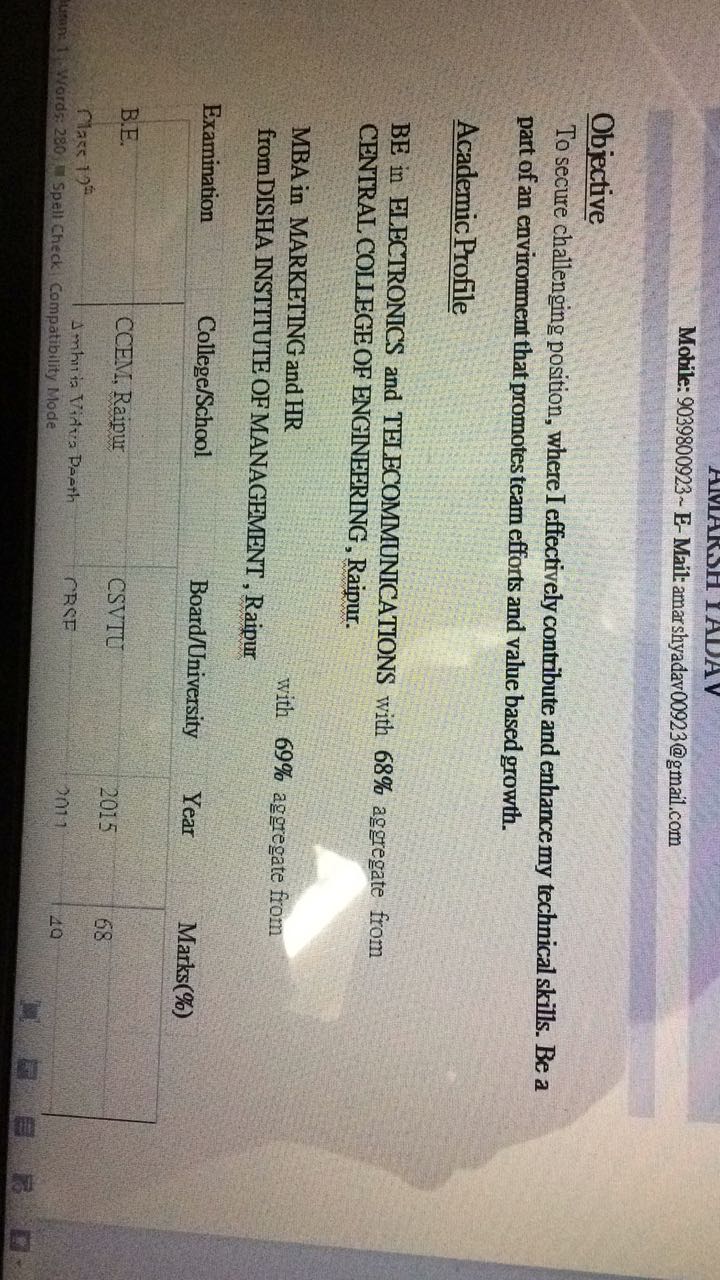 AMARSH YADAV
Mobile: 9039800923~ E- Mail: amarshyadav00923@gmail.com
Objective
To secure challenging position, where I effectively contribute and enhance my technical skills. Be a
part of an environment that promotes team efforts and value based growth.
Academic Profile
BE in ELECTRONICS and TELECOMMUNICATIONS with 68% aggregate from
CENTRAL COLLEGE OF ENGINEERING, Raipur.
MBA in MARKETING and HR with 69% aggregate from
from DISHA INSTITUTE OF MANAGEMENT, Raipur
Examination College/School Board/University Year Marks(%)
B.E. CCEM, Raipur CSVTU 2015 68
Class 12th Vidya Peeth CBSE 2011
1 Words: 280 Spell Check Compatibility Mode